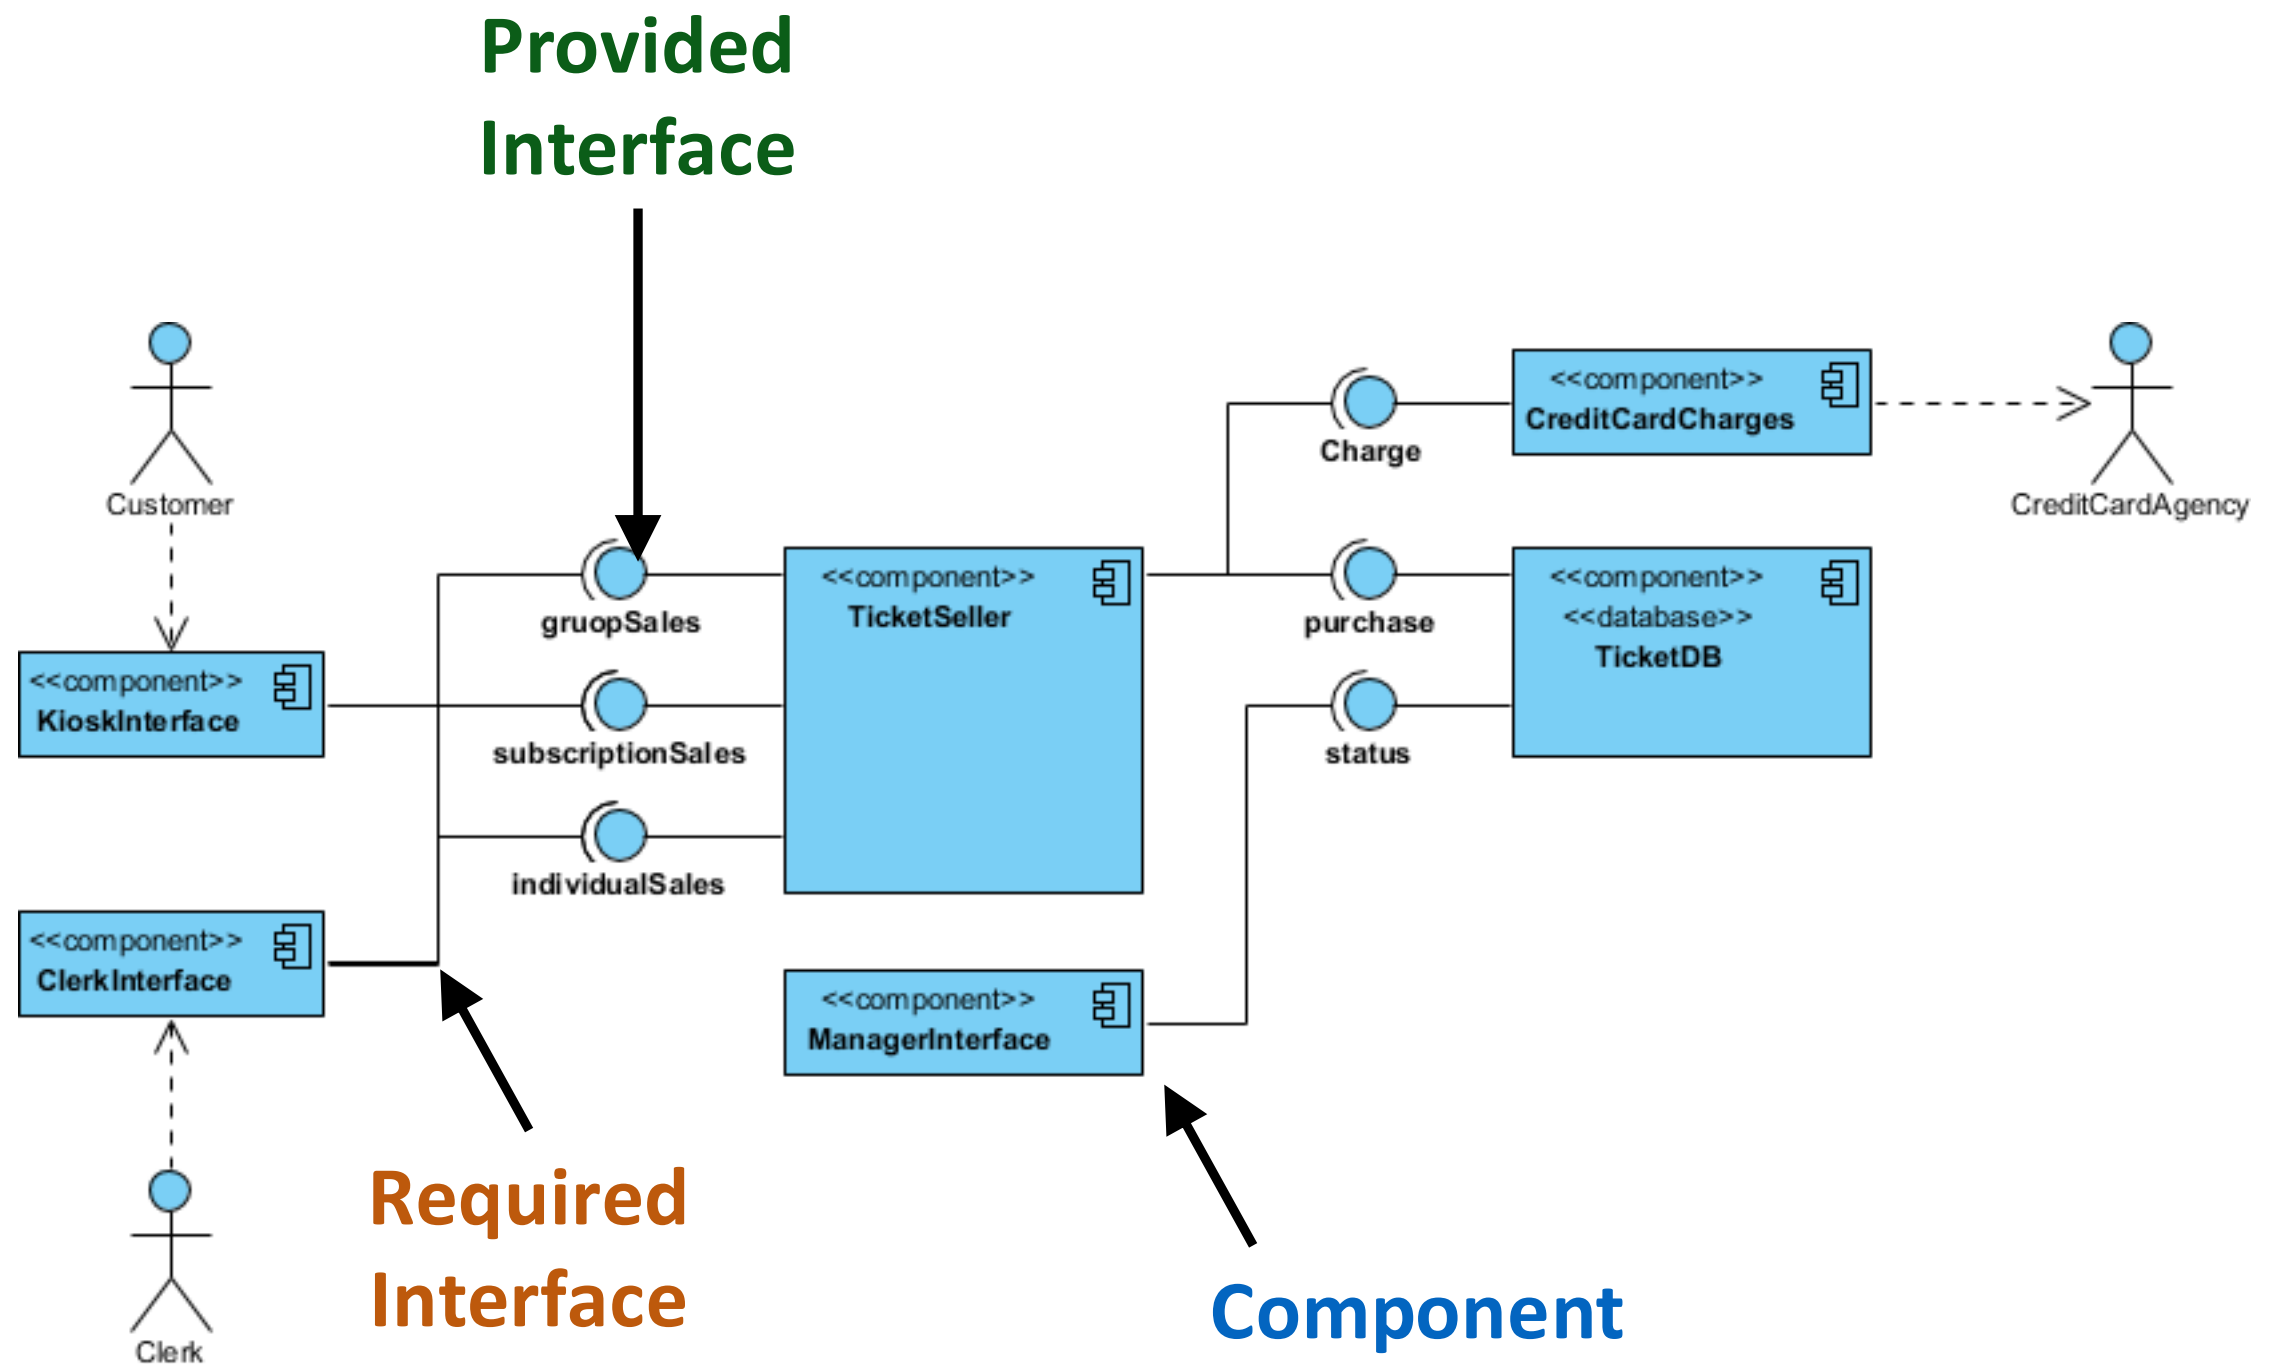 Provided
Interface
Customer
<<component>>
KioskInterface
<<component>>
ClerkInterface
Clerk
gruopSales
subscriptionSales
individualSales
Required
Interface
<<component>>
TicketSeller
<<component>>
ManagerInterface
Component
Charge
purchase
status
<<component>>
CreditCardCharges
<<component>>
<<database>>
TicketDB
CreditCardAgency